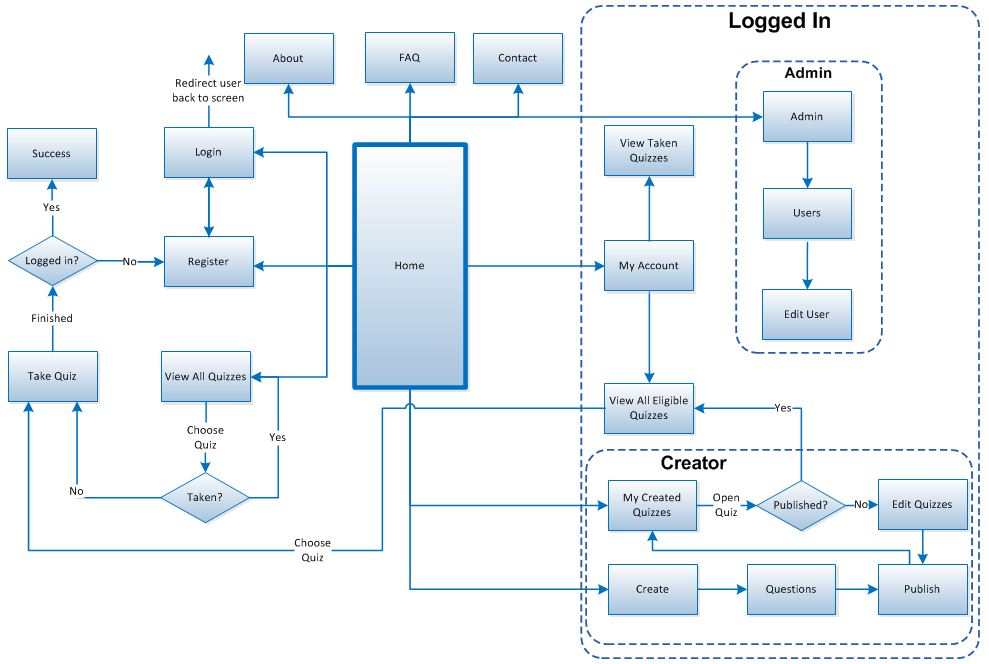 Logged In
About
FAQ
Contact
Admin
Redirect user
back to screen
Admin
Success
Login
View Taken
Quizzes
Yes
Users
Logged in?
No
Register
Home
My Account
Finished
Edit User
Take Quiz
View All Quizzes
View All Eligible
Quizzes
Yes
Choose
Quiz
Yes
Creator
No
Taken?
My Created
Quizzes
Open
Quiz
Published?
No
Edit Quizzes
Choose
Quiz
Create
Questions
Publish